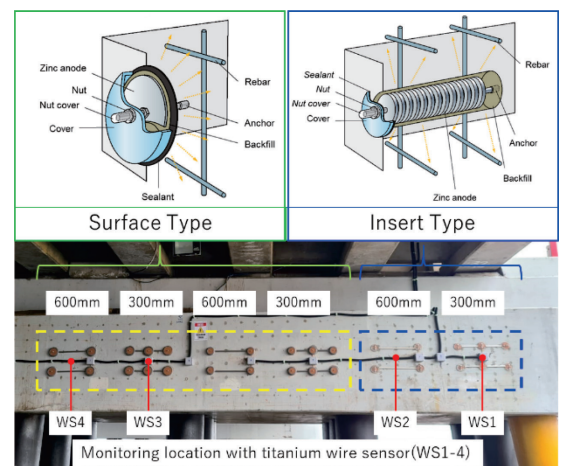 Zinc anode
Nut
Nut cover
Cover
Rebar
Anchor
Backfill
Sealant
Surface Type
Sealant
Nut
Nut cover
Cover
Rebar
Anchor
Backfill
Zinc anode
Insert Type
600mm
300mm
600mm
300mm
600mm
300mm
WS4
WS3
WS2
WS1
Monitoring location with titanium wire sensor(WS1-4)